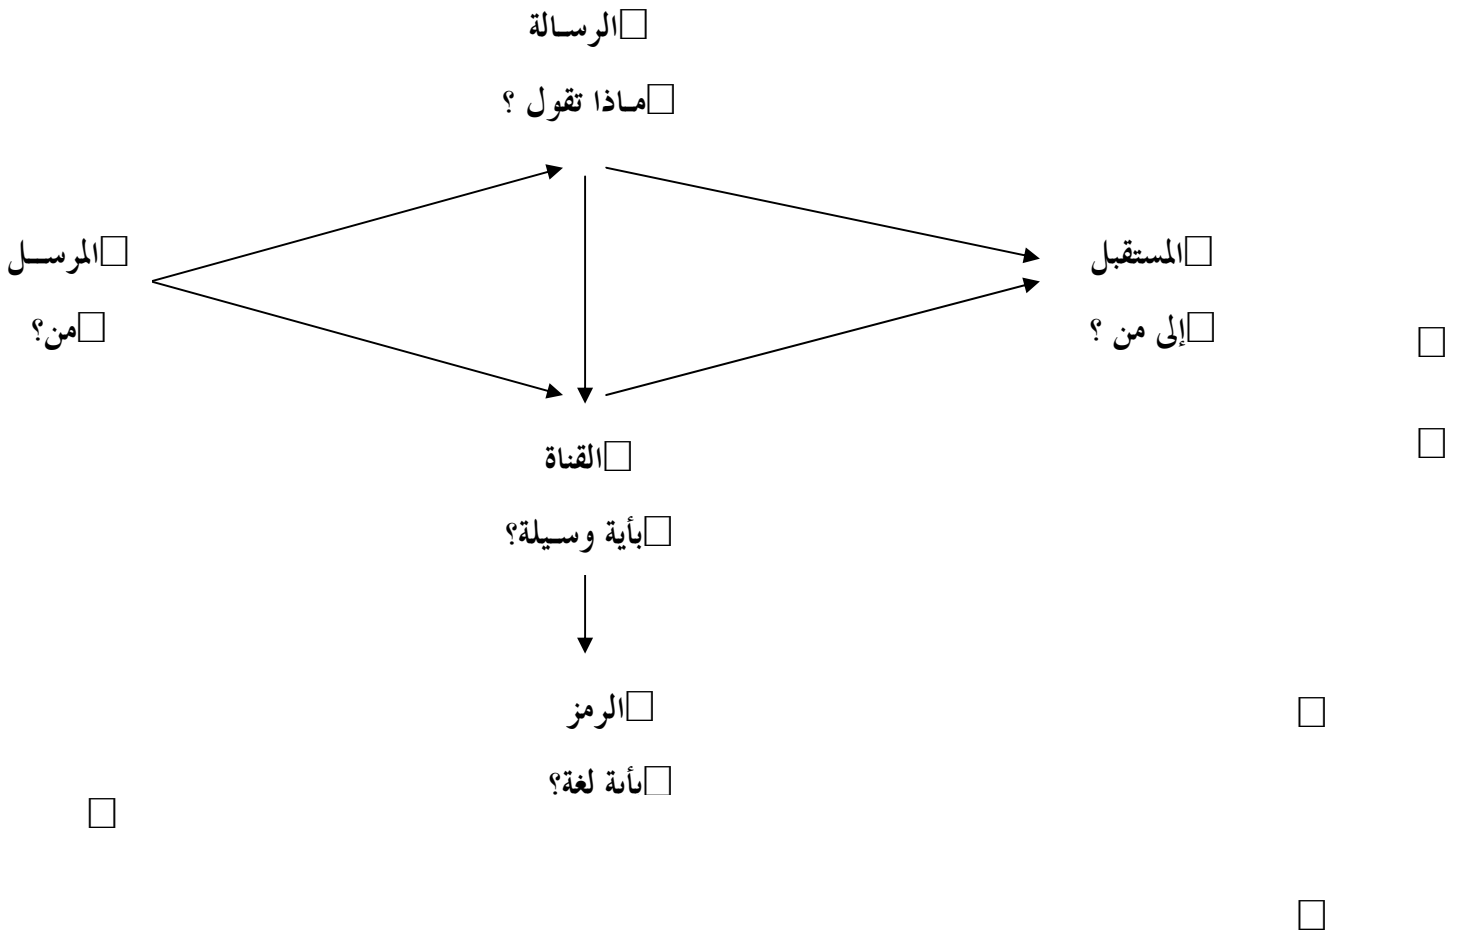 الرسالة
ماذا تقول ؟
المرسل
المستقبل
من؟
إلى من ؟
القناة
بأية وسيلة؟
الرمز
بأية لغة؟